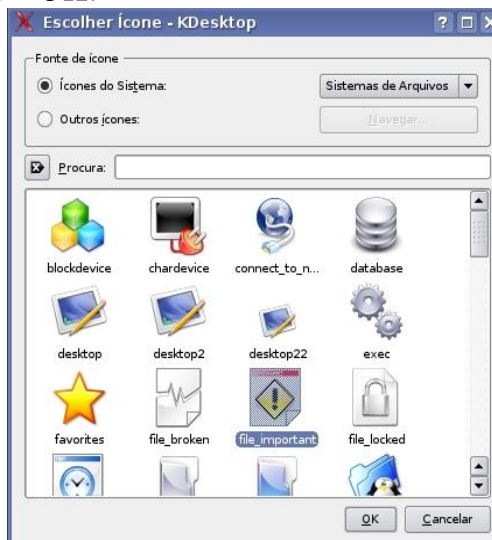 Escolher Ícone - KDesktop
Fonte de ícone
Ícones do Sistema:
Sistemas de Arquivos
Outros ícones:
Navegar...
Procura:
blockdevice
chardevice
connect_to_n...
database
desktop
desktop2
desktop22
exec
favorites
file_broken
file_important
file_locked
OK
Cancelar